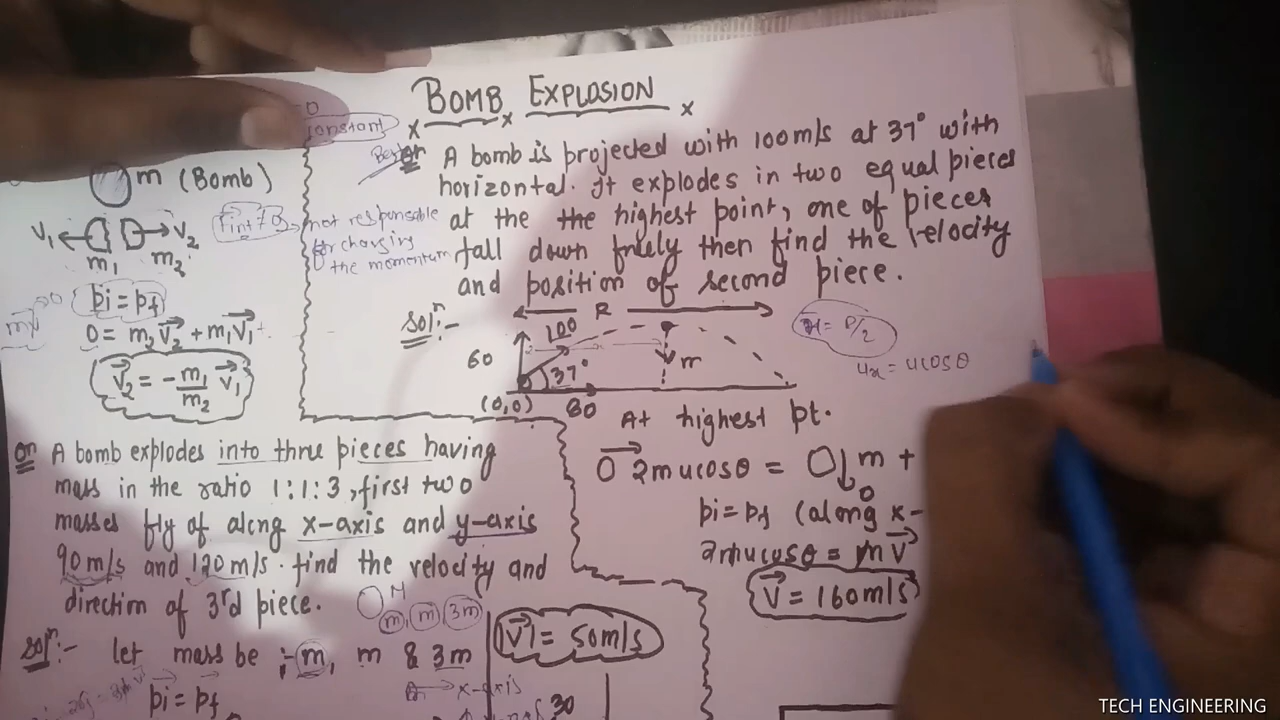 BOMB EXPLOSION
constant
m (Bomb)
V₁ V₂
m₁ m₂
Fint ≠ 0, not responsable
for changing
the momentum
pi = pf
0 = m₂V₂ + m₁V₁
V₂ = -m₁/m₂ V₁
Qn A bomb is projected with 100m/s at 37° with
horizontal. It explodes in two equal pieces
at the the highest point, one of pieces
fall down freely then find the velocity
and position of second piece.
Solⁿ:-
R
100
60
37°
m
(0,0) 80
= R/2
ux = ucosθ
At highest pt.
2mucosθ = 0↓m +
0
pi = pf (along x-
2mucosθ = mV
V = 160m/s
Qn A bomb explodes into three pieces having
mass in the ratio 1:1:3, first two
masses fly of along x-axis and y-axis
90m/s and 120m/s. find the velocity and
direction of 3rd piece.
M
m, m 3m
Solⁿ:- let mass be :- m, m & 3m
pi = pf
x-axis
|V| = 50m/s
30
TECH ENGINEERING